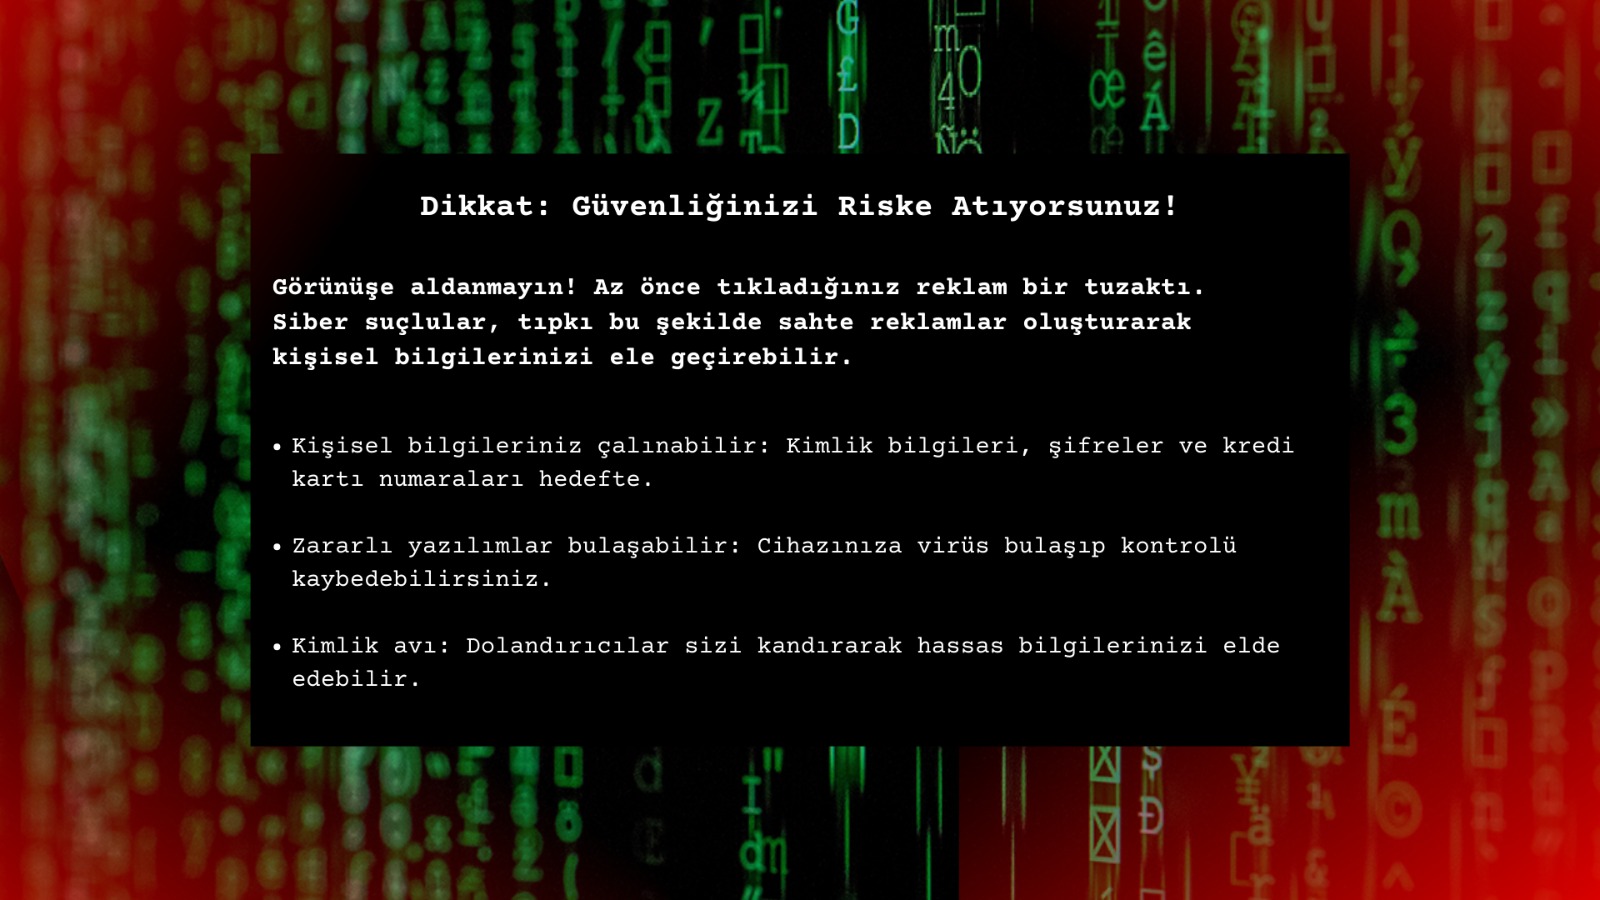 Dikkat: Güvenliğinizi Riske Atıyorsunuz!
Görünüşe aldanmayın! Az önce tıkladığınız reklam bir tuzaktı.
Siber suçlular, tıpkı bu şekilde sahte reklamlar oluşturarak
kişisel bilgilerinizi ele geçirebilir.
• Kişisel bilgileriniz çalınabilir: Kimlik bilgileri, şifreler ve kredi
kartı numaraları hedefte.
• Zararlı yazılımlar bulaşabilir: Cihazınıza virüs bulaşıp kontrolü
kaybedebilirsiniz.
• Kimlik avı: Dolandırıcılar sizi kandırarak hassas bilgilerinizi elde
edebilir.